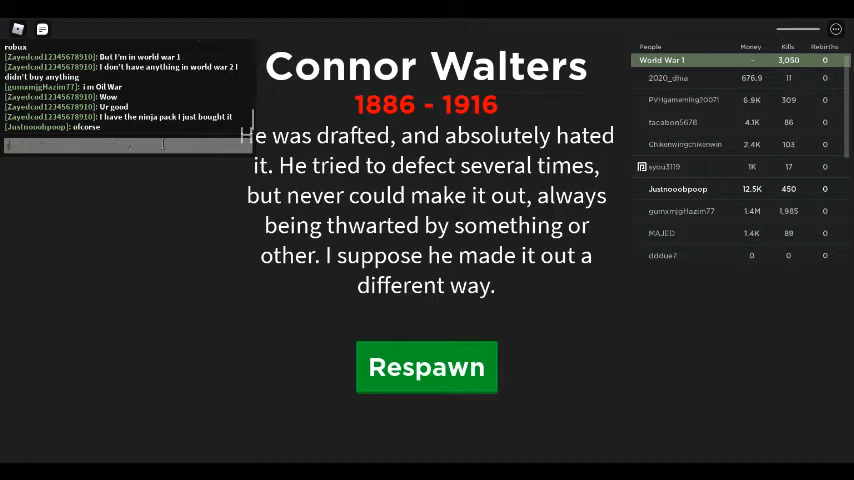 robux
[Zayedcod12345678910]: But I'm in world war 1
[Zayedcod12345678910]: I don't have anything in world war 2 I
didn't buy anything
[gumxmjgHazim77]: i m Oil War
[Zayedcod12345678910]: Wow
[Zayedcod12345678910]: Ur good
[Zayedcod12345678910]: I have the ninja pack I just bought it
[Justnooobpoop]: ofcorse
Connor Walters
1886 - 1916
He was drafted, and absolutely hated
it. He tried to defect several times,
but never could make it out, always
being thwarted by something or
other. I suppose he made it out a
different way.
Respawn
People Money Kills Rebirths
World War 1 - 3,050 0
2020_dhia 676.9 11 0
PVHgameming20071 6.9K 309 0
tacabon5678 4.1K 86 0
Chikenwingchickenwin 2.4K 103 0
syou3119 1K 17 0
Justnooobpoop 12.5K 450 0
gumxmjgHazim77 1.4M 1,985 0
MAJED 1.4K 89 0
dddue7 0 0 0